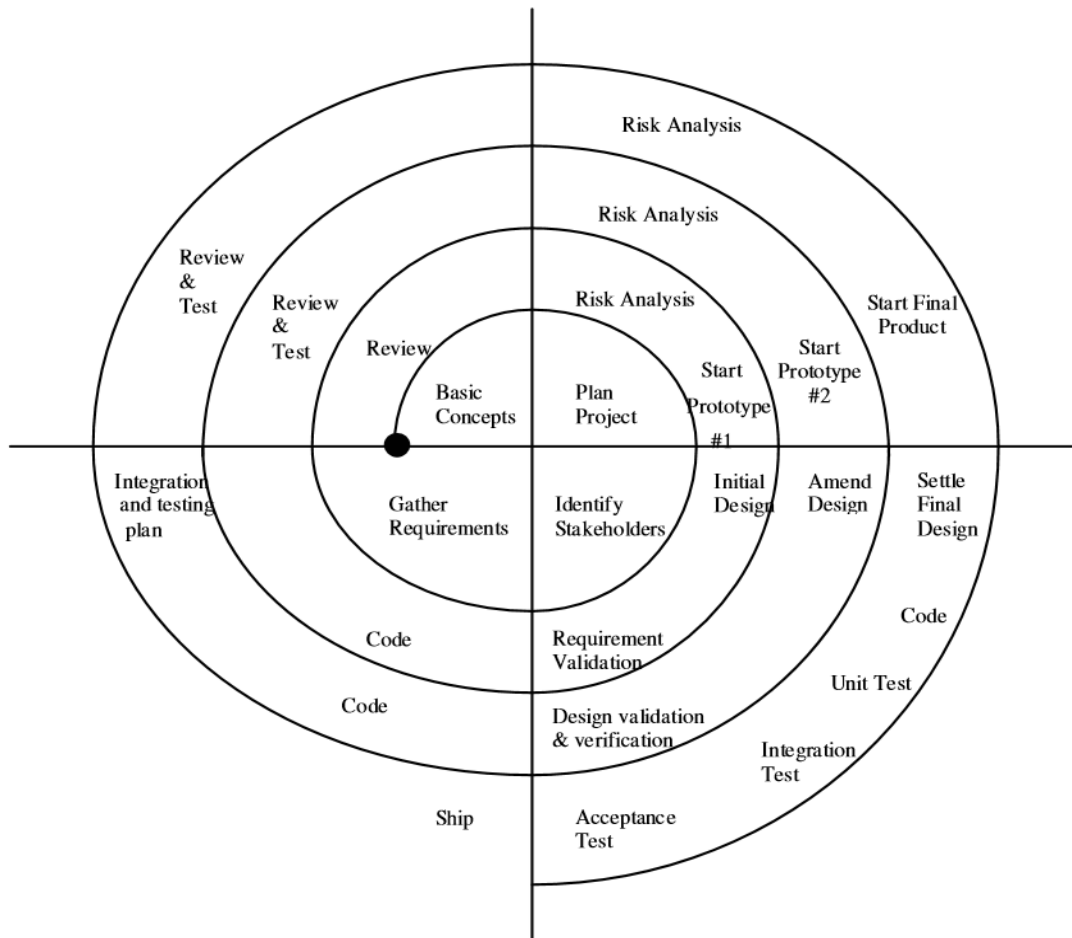 Risk Analysis
Risk Analysis
Review
&
Test
Risk Analysis
Review
&
Test
Start Final
Product
Review
Start
Prototype
#1
Start
Prototype
#2
Basic
Concepts
Plan
Project
Integration
and testing
plan
Gather
Requirements
Identify
Stakeholders
Initial
Design
Amend
Design
Settle
Final
Design
Code
Code
Requirement
Validation
Unit Test
Code
Design validation
& verification
Integration
Test
Ship
Acceptance
Test